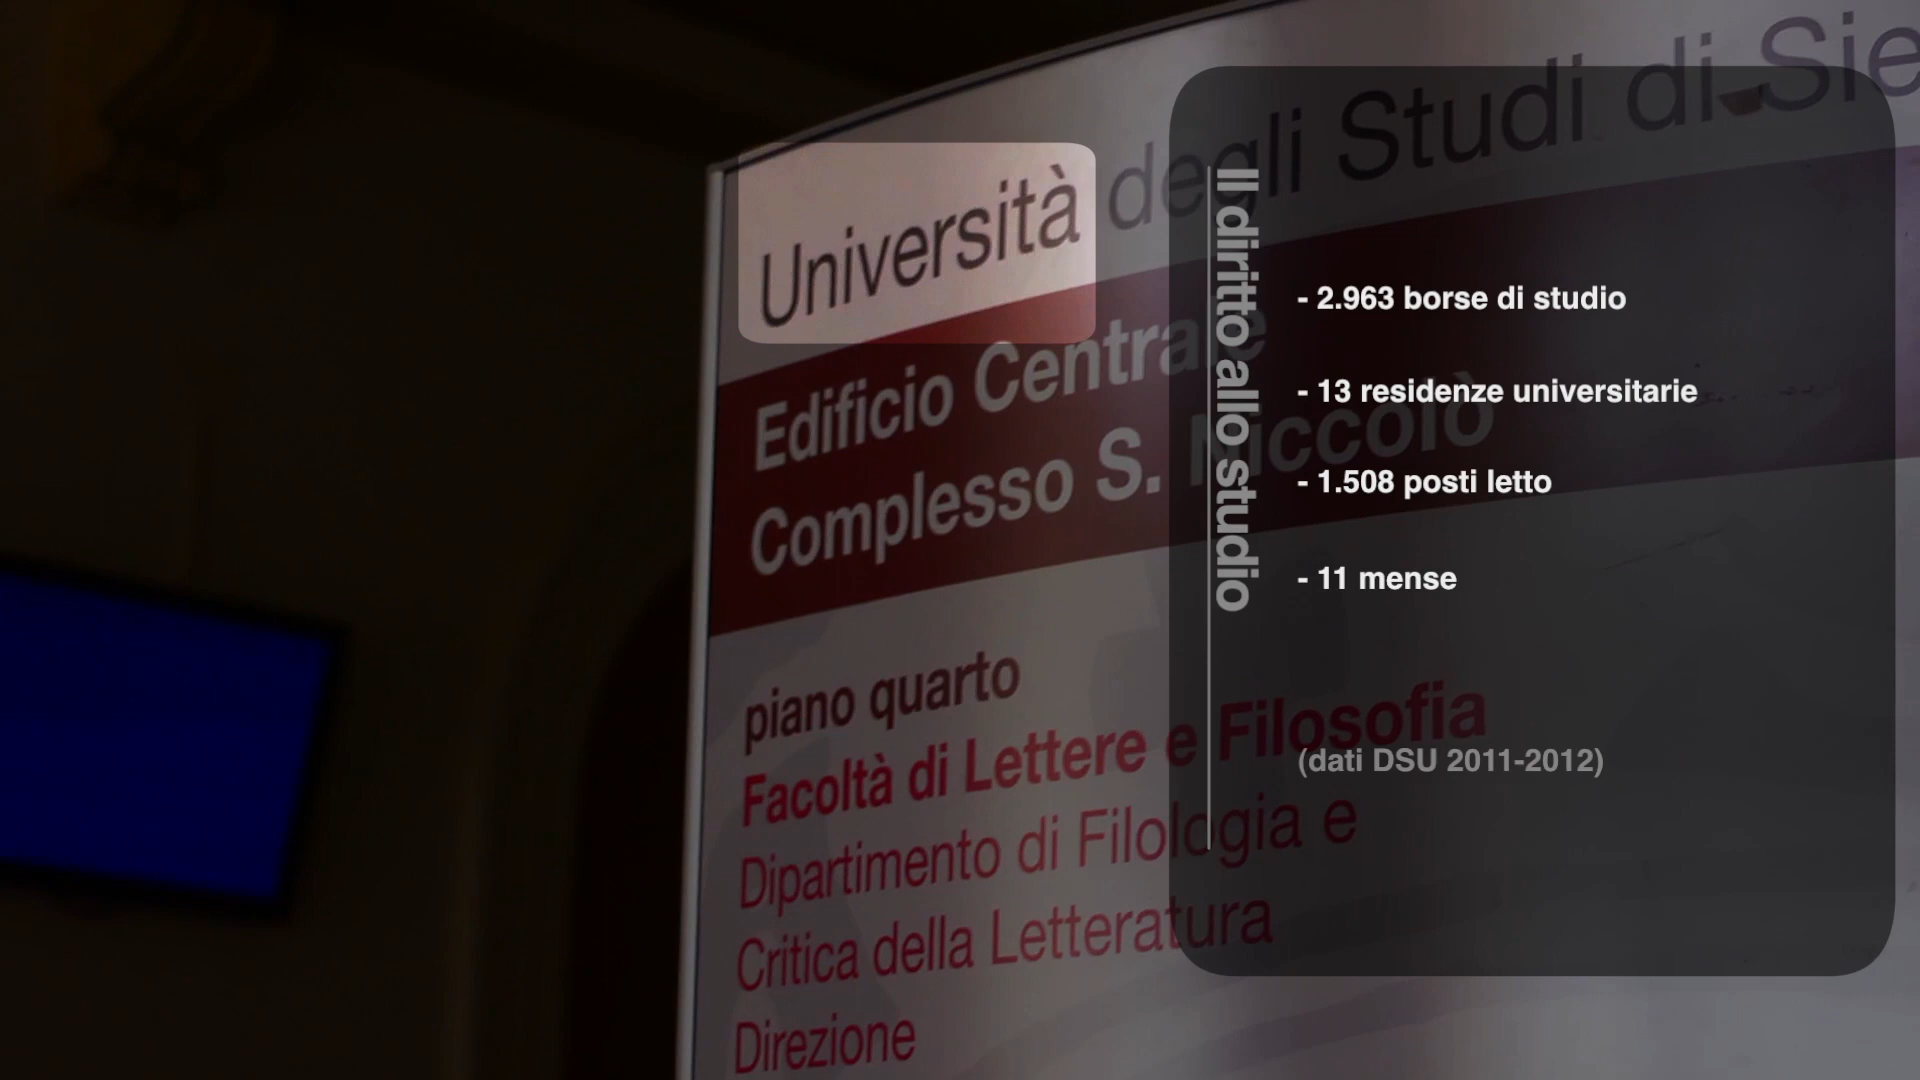 Università degli Studi di Sie
Edificio Centrale
Complesso S. Niccolò
piano quarto
Facoltà di Lettere e Filosofia
Dipartimento di Filologia e
Critica della Letteratura
Direzione
Il diritto allo studio
- 2.963 borse di studio
- 13 residenze universitarie
- 1.508 posti letto
- 11 mense
(dati DSU 2011-2012)